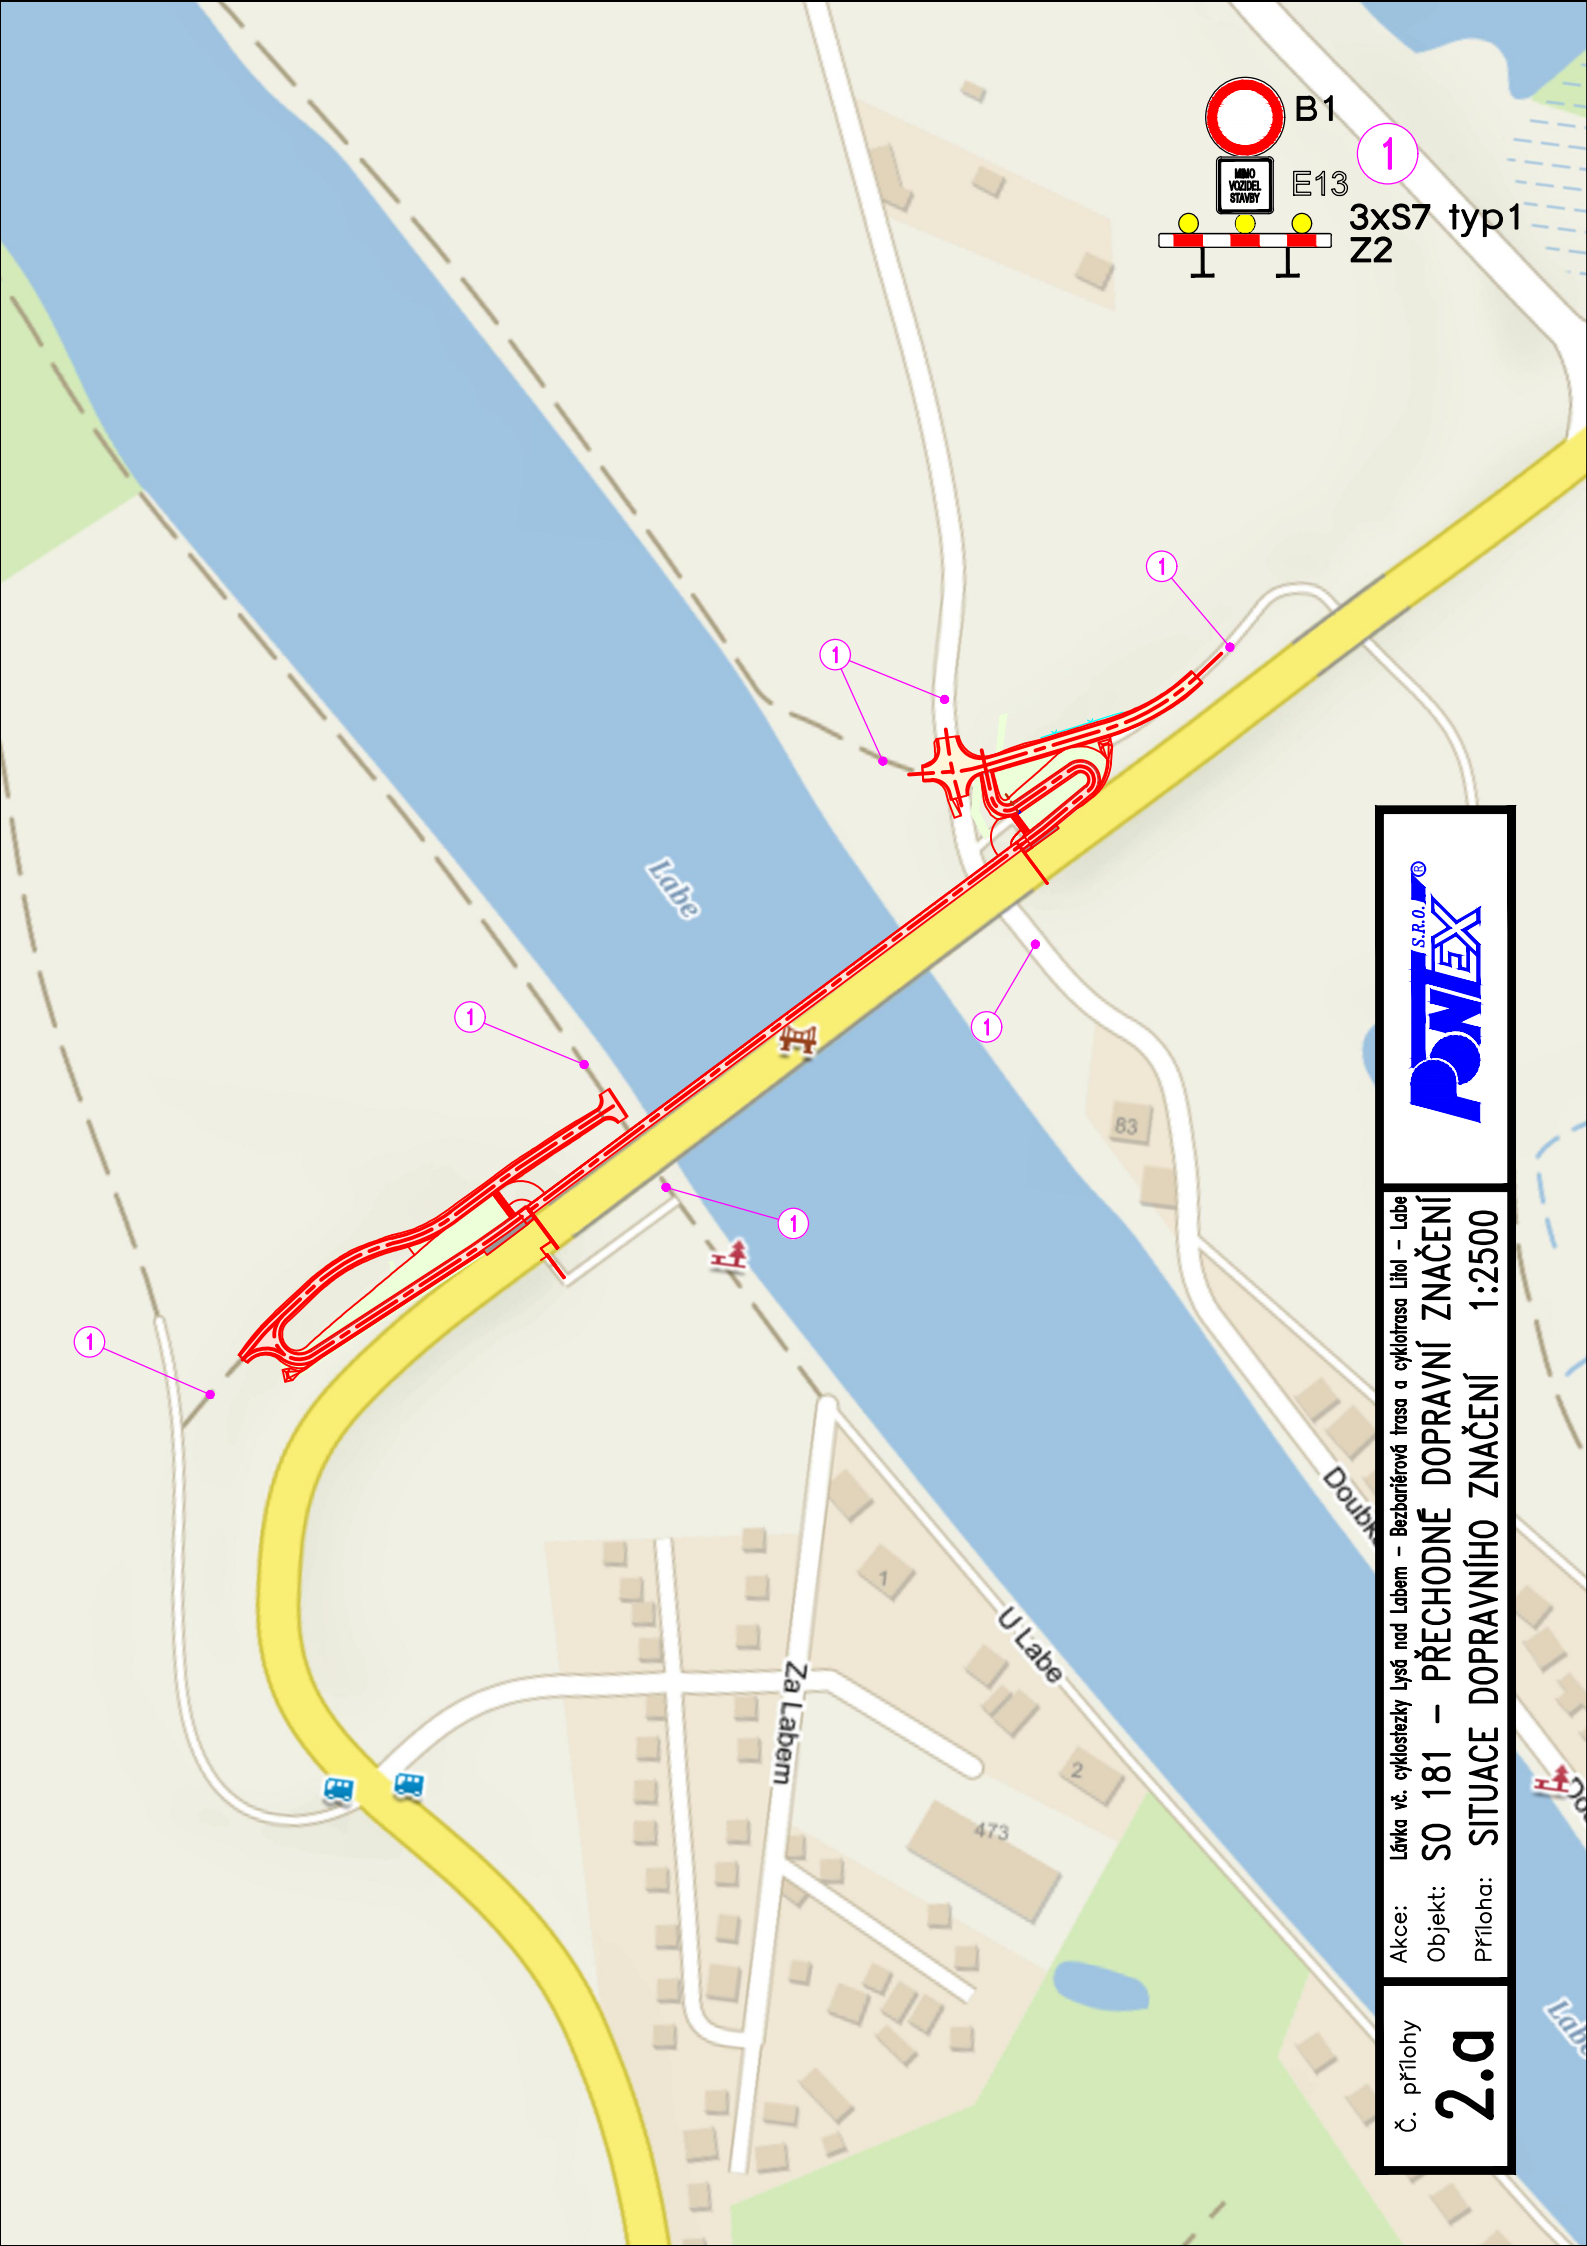 B1
1
MIMO
VOZIDEL
STAVBY
E13
3xS7 typ1
Z2
1
1
Labe
1
1
83
1
1
1
U Labe
Za Labem
1
2
473
PONTEX S.R.O. ®
Akce: Lávka vč. cyklostezky Lysá nad Labem – Bezbariérová trasa a cyklotrasa Litol – Labe
Objekt: SO 181 – PŘECHODNÉ DOPRAVNÍ ZNAČENÍ
Příloha: SITUACE DOPRAVNÍHO ZNAČENÍ 1:2500
Č. přílohy
2.a